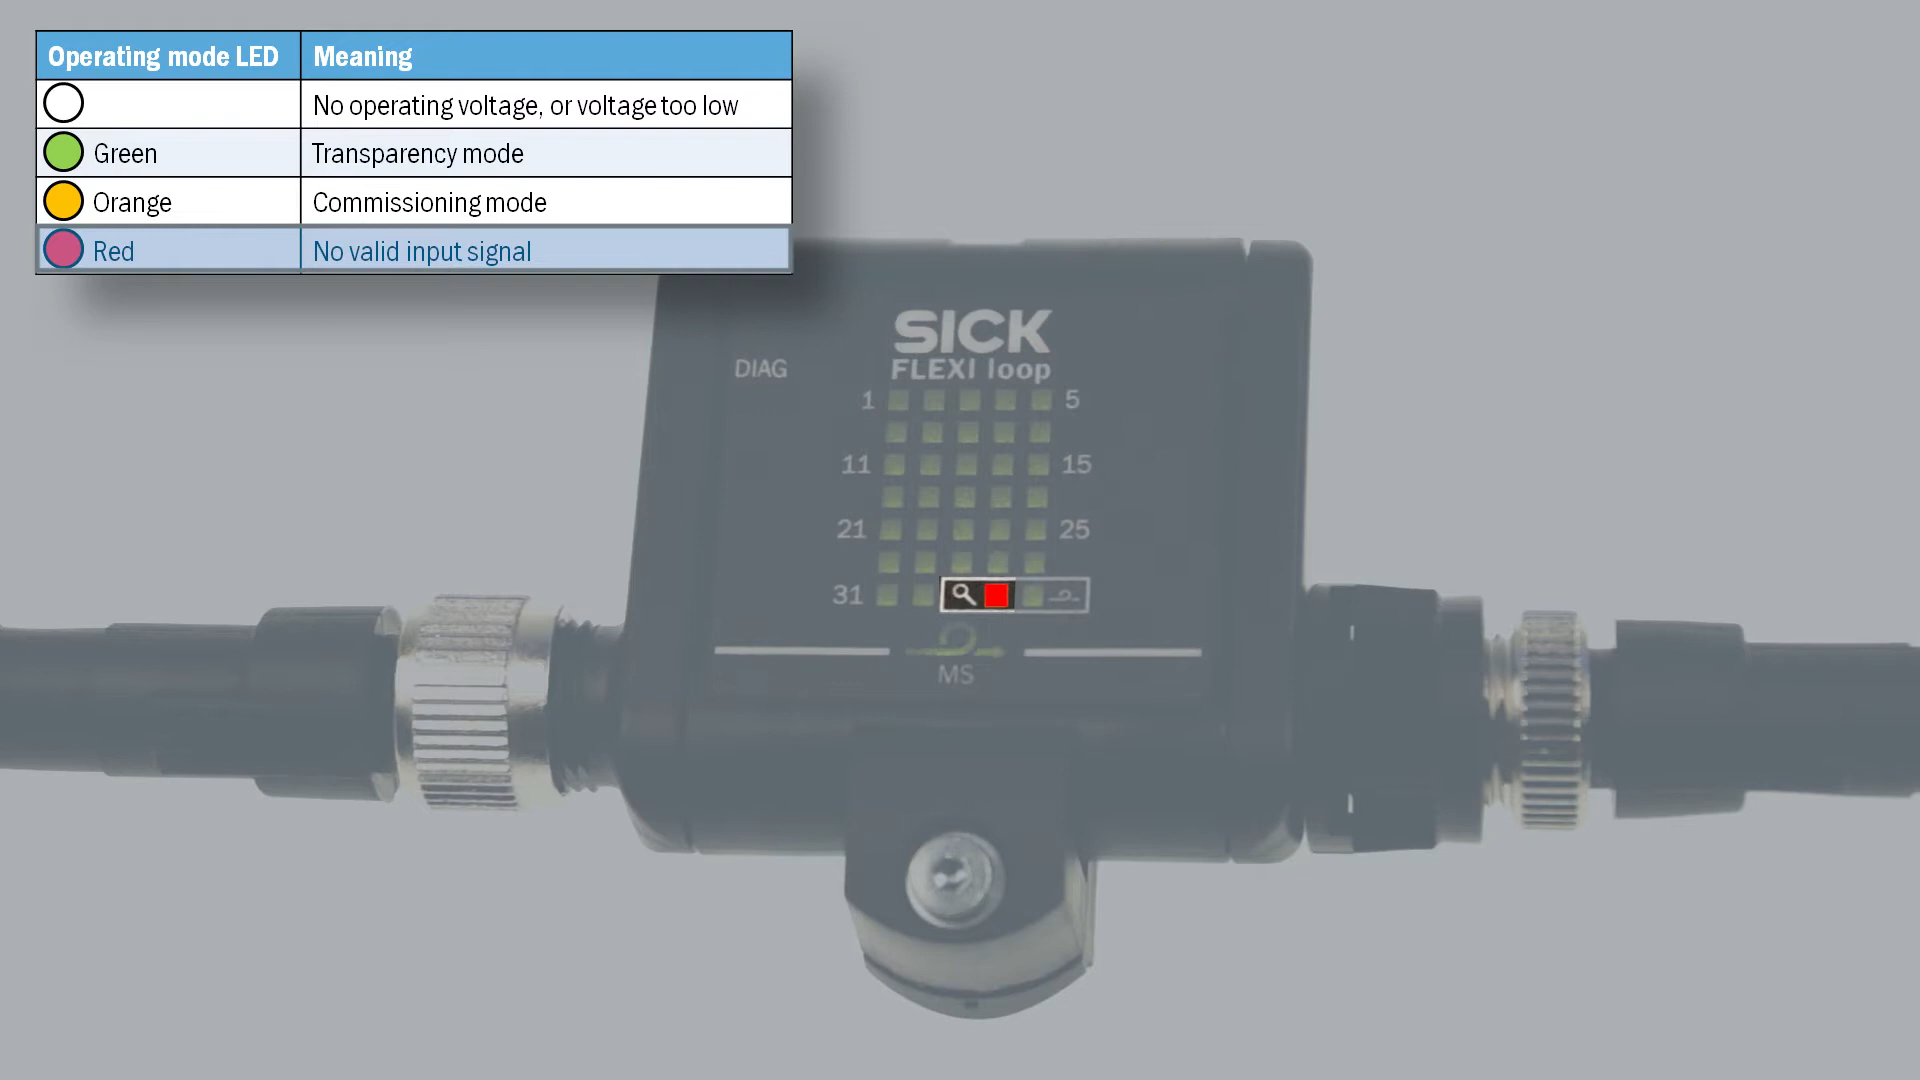 Operating mode LED Meaning
No operating voltage, or voltage too low
Green Transparency mode
Orange Commissioning mode
Red No valid input signal
SICK
DIAG FLEXI loop
1 5
11 15
21 25
31
MS